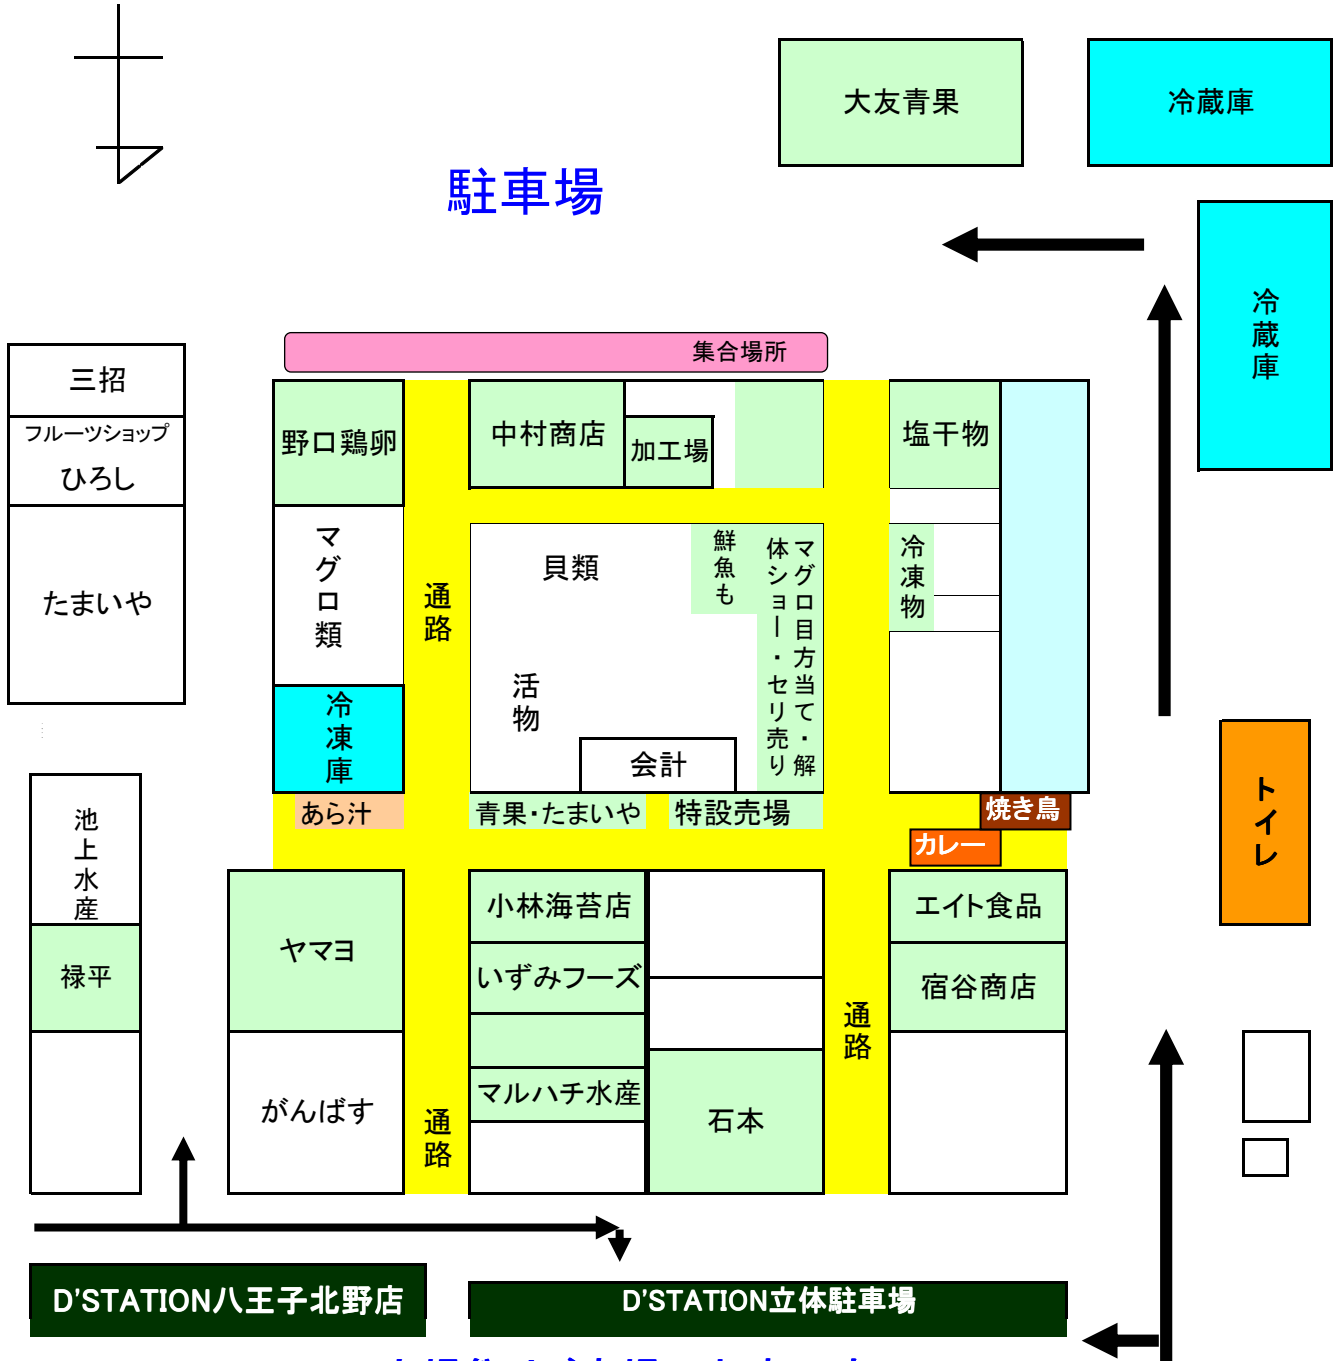 大友青果
冷蔵庫
駐車場
冷蔵庫
集合場所
三招
フルーツショップ
ひろし
たまいや
野口鶏卵
中村商店
加工場
塩干物
マグロ類
通路
貝類
鮮魚も
マグロ目方当て・解
体ショー・セリ売り
冷凍物
活物
冷凍庫
会計
トイレ
あら汁
青果・たまいや
特設売場
焼き鳥
カレー
池上水産
禄平
ヤマヨ
小林海苔店
エイト食品
いずみフーズ
宿谷商店
通路
マルハチ水産
がんばす
通路
石本
D'STATION八王子北野店
D'STATION立体駐車場